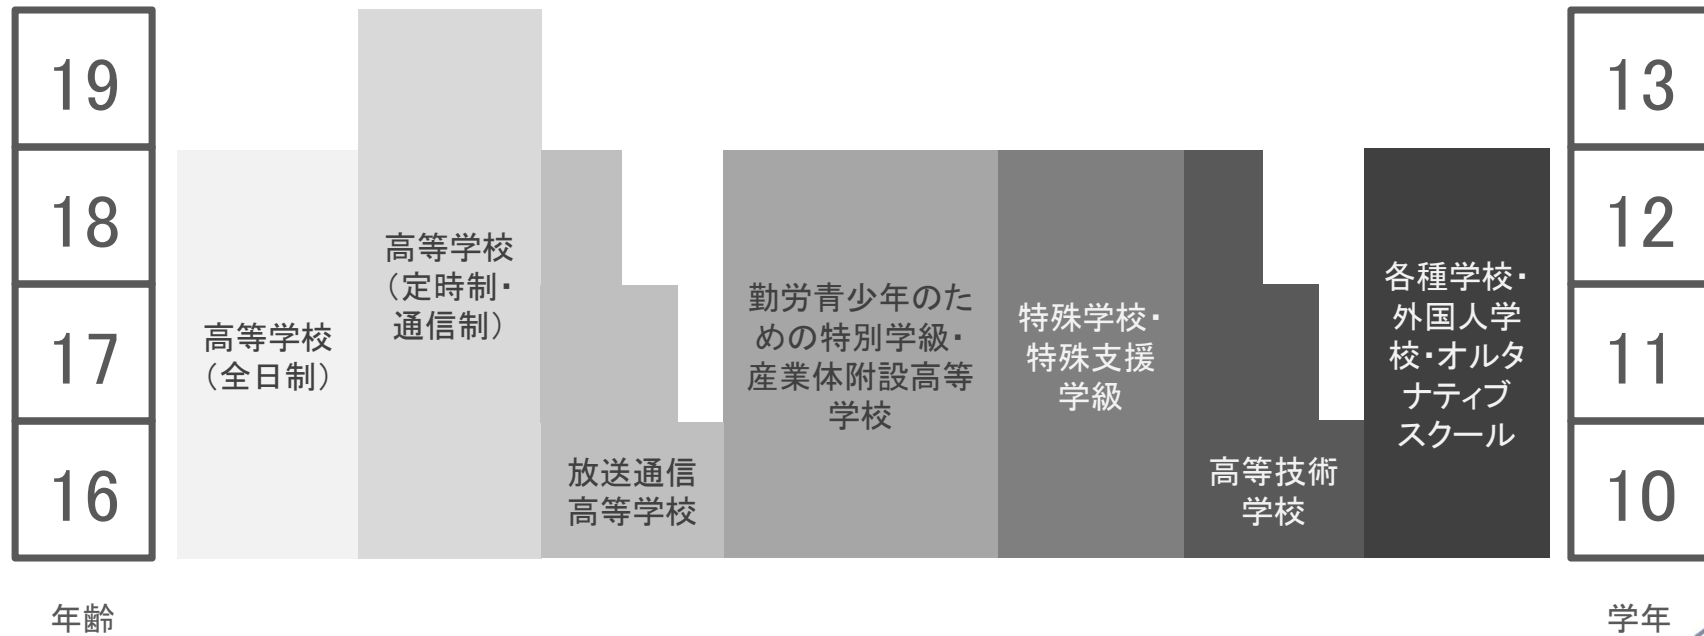 19
18
17
16
年齢
高等学校
（全日制）
高等学校
（定時制・
通信制）
放送通信
高等学校
勤労青少年のた
めの特別学級・
産業体附設高等
学校
特殊学校・
特殊支援
学級
高等技術
学校
各種学校・
外国人学
校・オルタ
ナティブ
スクール
13
12
11
10
学年